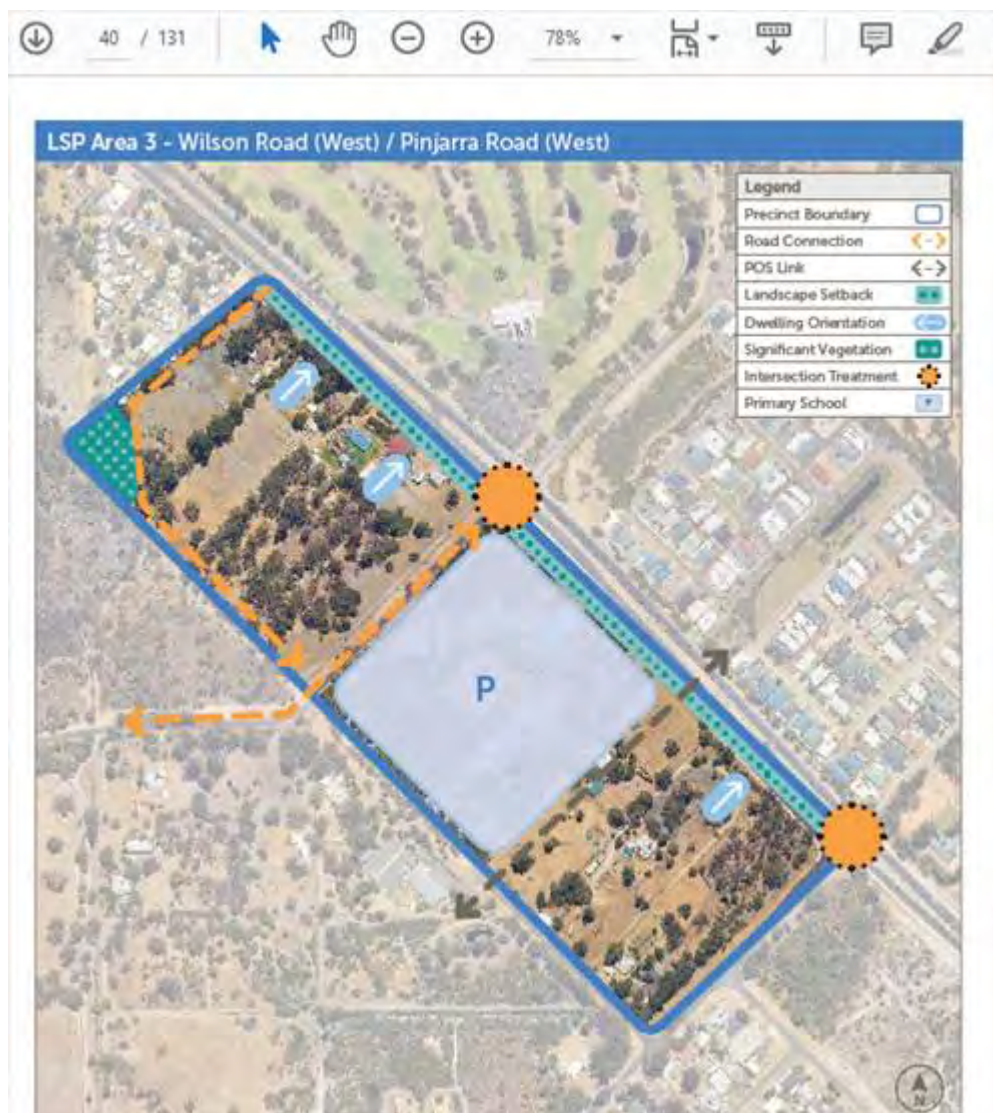 40 / 131 78%
LSP Area 3 - Wilson Road (West) / Pinjarra Road (West)
Legend
Precinct Boundary
Road Connection
POS Link
Landscape Setback
Dwelling Orientation
Significant Vegetation
Intersection Treatment
Primary School
P
N